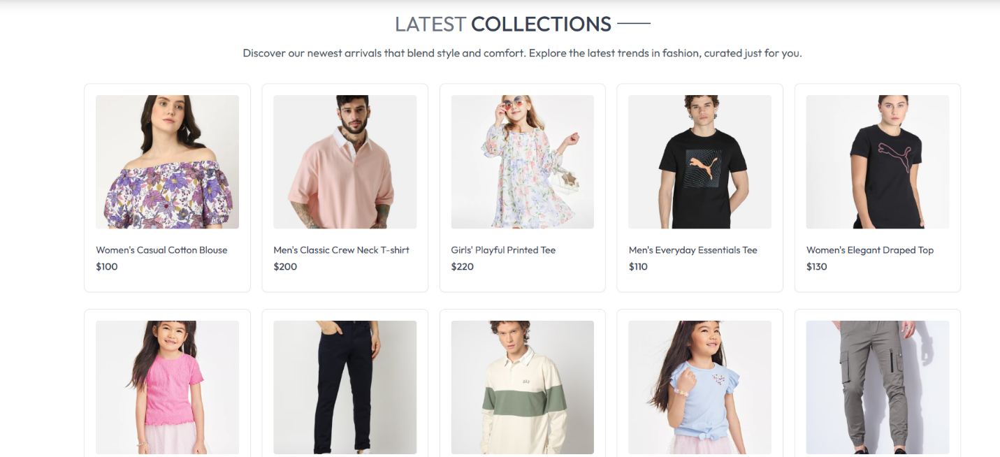 LATEST COLLECTIONS
Discover our newest arrivals that blend style and comfort. Explore the latest trends in fashion, curated just for you.
Women's Casual Cotton Blouse
$100
Men's Classic Crew Neck T-shirt
$200
Girls' Playful Printed Tee
$220
Men's Everyday Essentials Tee
$110
Women's Elegant Draped Top
$130